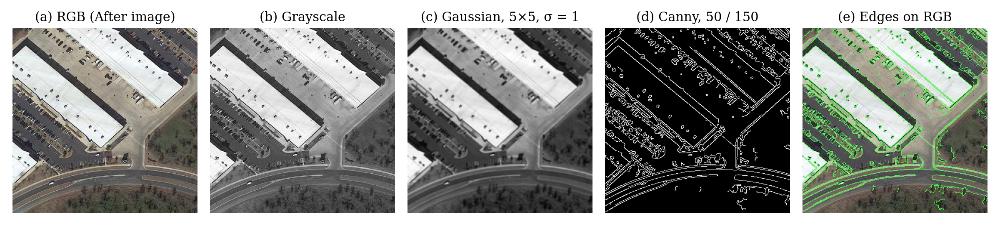 (a) RGB (After image)
(b) Grayscale
(c) Gaussian, 5×5, σ = 1
(d) Canny, 50 / 150
(e) Edges on RGB